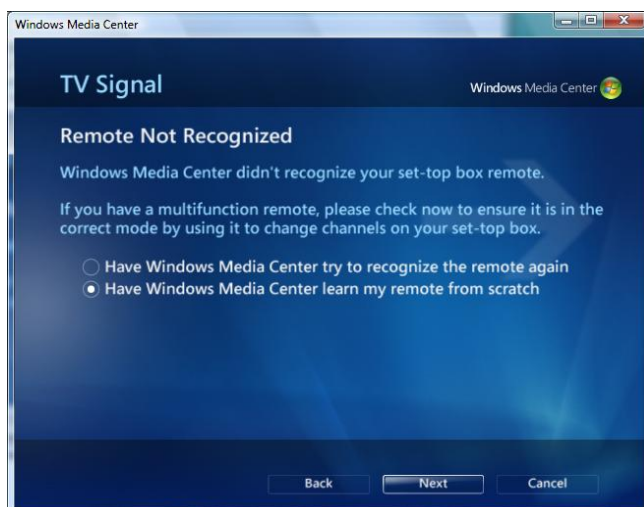 Windows Media Center
TV Signal
Windows Media Center
Remote Not Recognized
Windows Media Center didn't recognize your set-top box remote.
If you have a multifunction remote, please check now to ensure it is in the
correct mode by using it to change channels on your set-top box.
Have Windows Media Center try to recognize the remote again
Have Windows Media Center learn my remote from scratch
Back Next Cancel